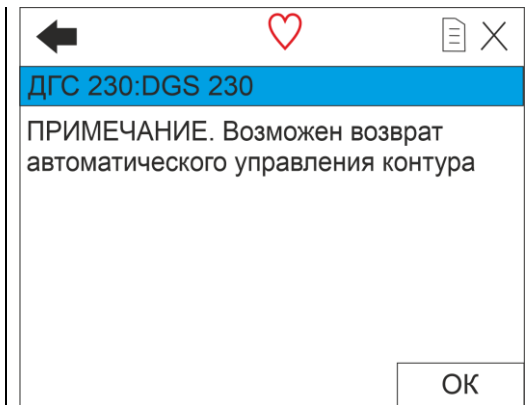 ДГС 230:DGS 230
ПРИМЕЧАНИЕ. Возможен возврат
автоматического управления контура
ОК